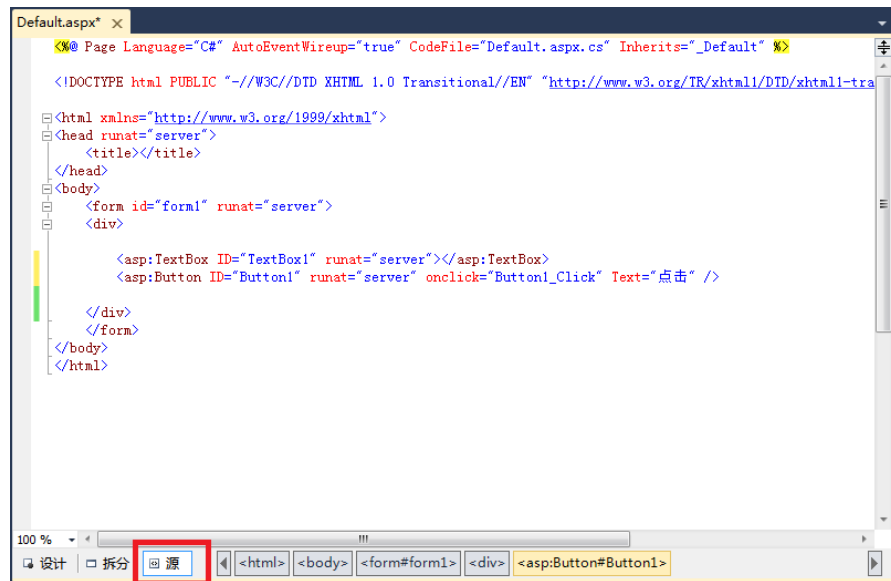 Default.aspx*
<%@ Page Language="C#" AutoEventWireup="true" CodeFile="Default.aspx.cs" Inherits="_Default" %>
<!DOCTYPE html PUBLIC "-//W3C//DTD XHTML 1.0 Transitional//EN" "http://www.w3.org/TR/xhtml1/DTD/xhtml1-tra
<html xmlns="http://www.w3.org/1999/xhtml">
<head runat="server">
<title></title>
</head>
<body>
<form id="form1" runat="server">
<div>
<asp:TextBox ID="TextBox1" runat="server"></asp:TextBox>
<asp:Button ID="Button1" runat="server" onclick="Button1_Click" Text="点击" />
</div>
</form>
</body>
</html>
100 %
设计 拆分 源 <html> <body> <form#form1> <div> <asp:Button#Button1>